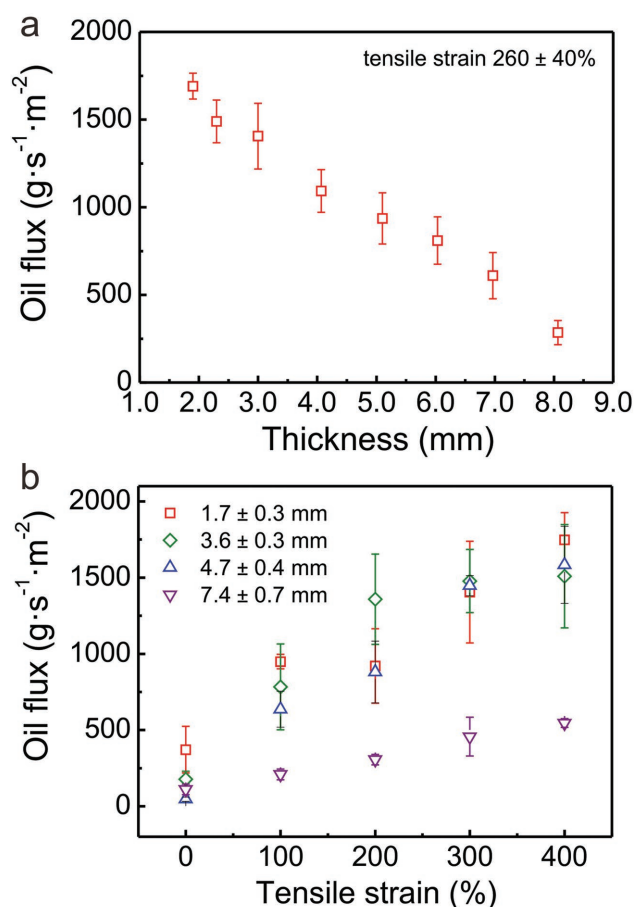 a
tensile strain 260 ± 40%
2000
1500
1000
500
0
Oil flux (g·s⁻¹·m⁻²)
1.0 2.0 3.0 4.0 5.0 6.0 7.0 8.0 9.0
Thickness (mm)
b
1.7 ± 0.3 mm
3.6 ± 0.3 mm
4.7 ± 0.4 mm
7.4 ± 0.7 mm
2000
1500
1000
500
0
Oil flux (g·s⁻¹·m⁻²)
0 100 200 300 400
Tensile strain (%)